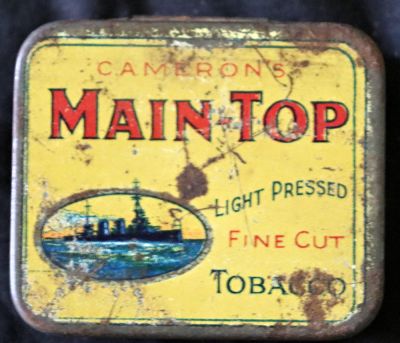 CAMERON'S
MAIN-TOP
LIGHT PRESSED
FINE CUT
TOBACCO